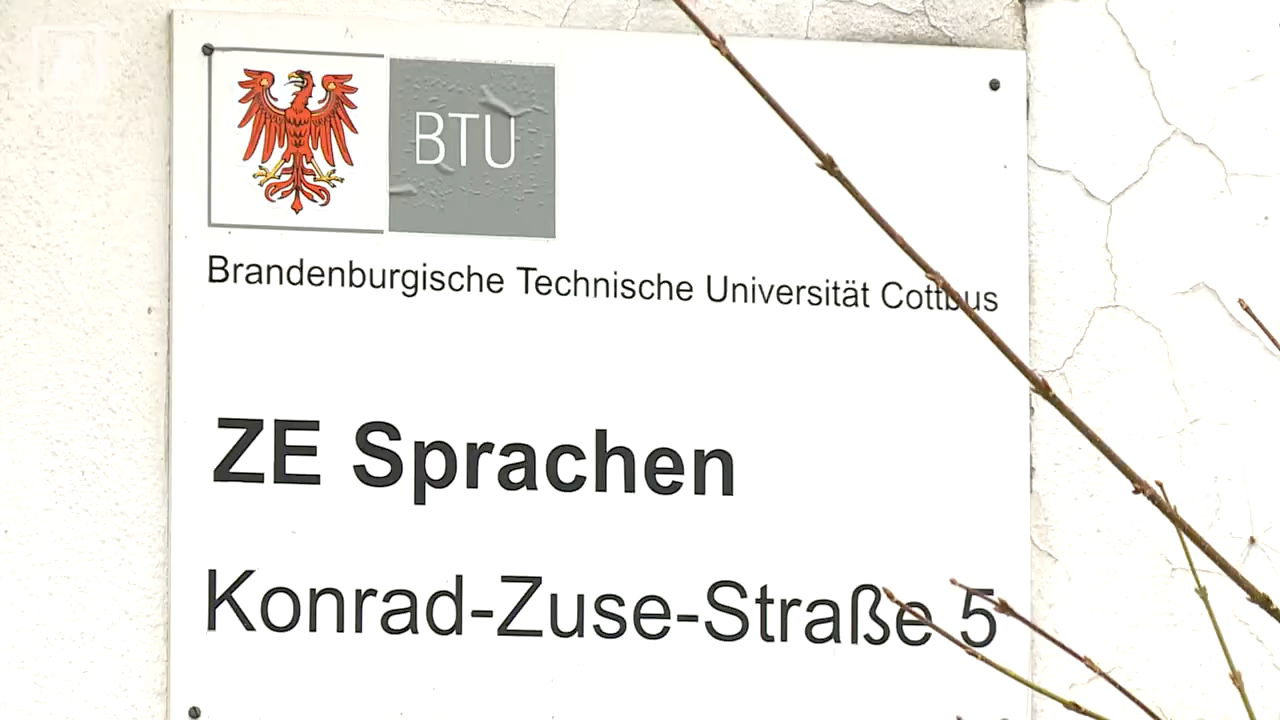 BTU
Brandenburgische Technische Universität Cottbus
ZE Sprachen
Konrad-Zuse-Straße 5